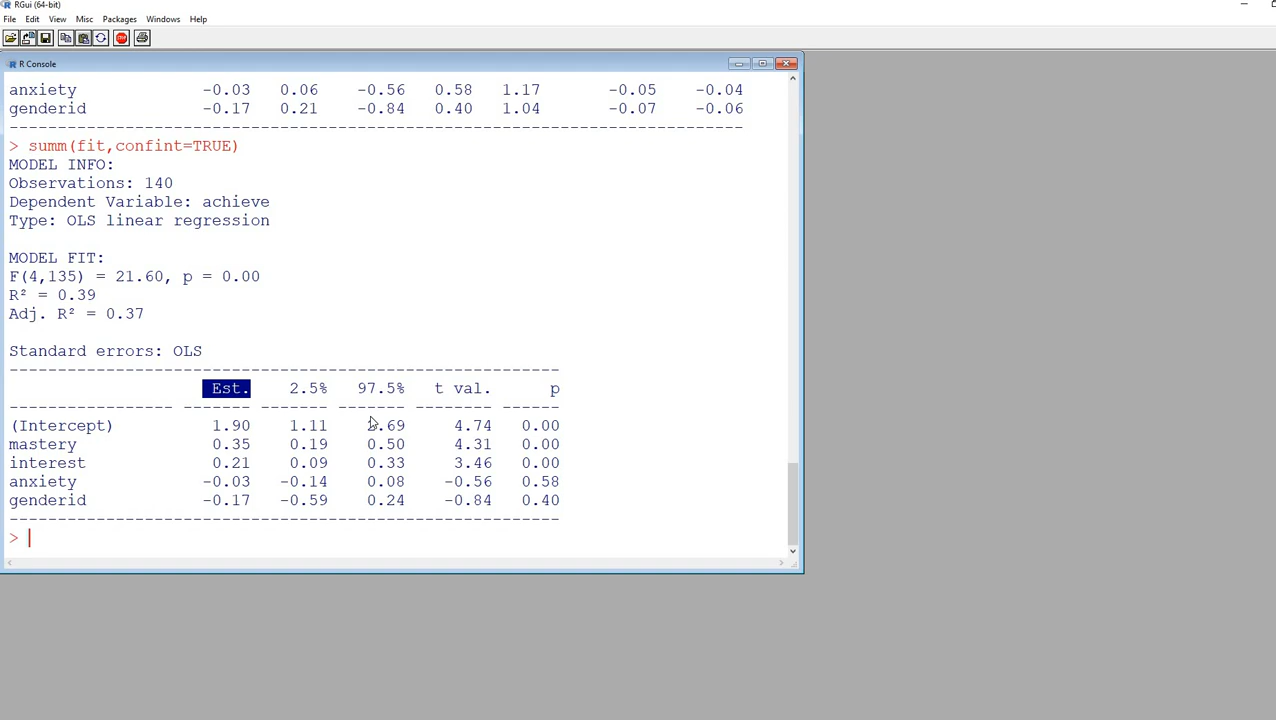 RGui (64-bit)
File Edit View Misc Packages Windows Help
STOP
R Console
anxiety -0.03 0.06 -0.56 0.58 1.17 -0.05 -0.04
genderid -0.17 0.21 -0.84 0.40 1.04 -0.07 -0.06
--------------------------------------------------------------------------------
> summ(fit,confint=TRUE)
MODEL INFO:
Observations: 140
Dependent Variable: achieve
Type: OLS linear regression
MODEL FIT:
F(4,135) = 21.60, p = 0.00
R² = 0.39
Adj. R² = 0.37
Standard errors: OLS
---------------------------------------------------------
Est. 2.5% 97.5% t val. p
----------------- ------- ------- ------- -------- ------
(Intercept) 1.90 1.11 .69 4.74 0.00
mastery 0.35 0.19 0.50 4.31 0.00
interest 0.21 0.09 0.33 3.46 0.00
anxiety -0.03 -0.14 0.08 -0.56 0.58
genderid -0.17 -0.59 0.24 -0.84 0.40
---------------------------------------------------------
>